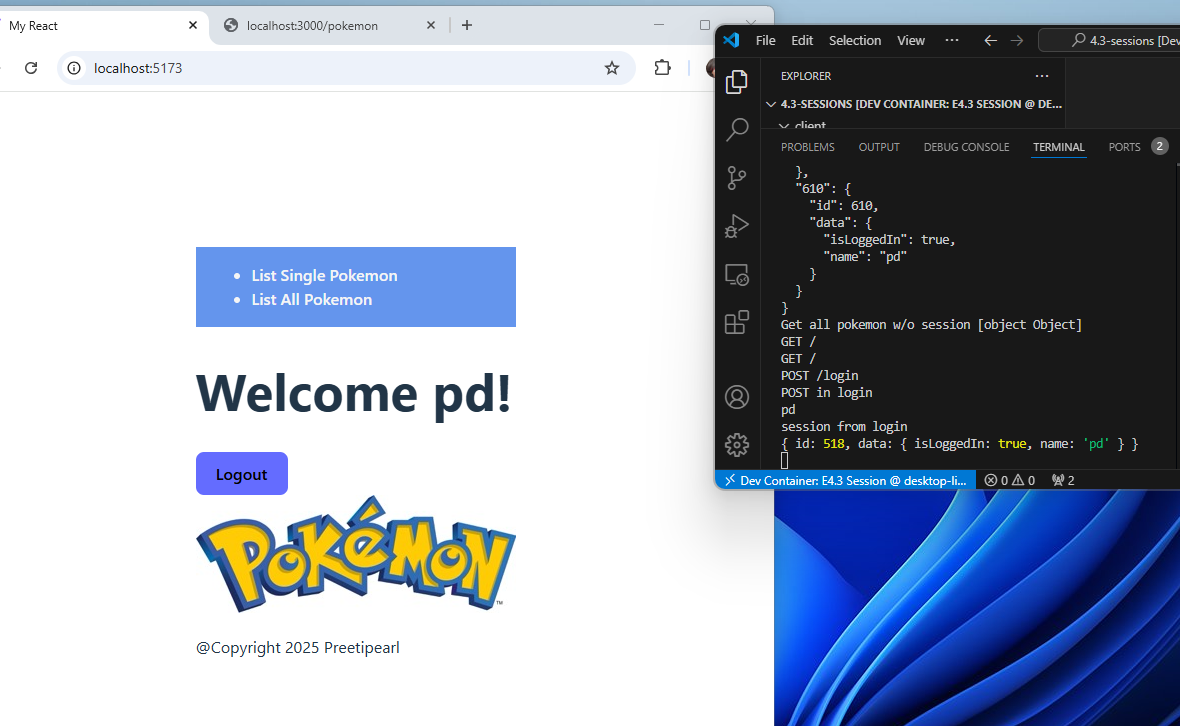 My React
localhost:3000/pokemon
localhost:5173
List Single Pokemon
List All Pokemon
Welcome pd!
Logout
POKéMON
TM
@Copyright 2025 Preetipearl
File Edit Selection View ···
4.3-sessions [Dev
EXPLORER ···
4.3-SESSIONS [DEV CONTAINER: E4.3 SESSION @ DE...
client
PROBLEMS OUTPUT DEBUG CONSOLE TERMINAL PORTS 2
},
"610": {
"id": 610,
"data": {
"isLoggedIn": true,
"name": "pd"
}
}
}
Get all pokemon w/o session [object Object]
GET /
GET /
POST /login
POST in login
pd
session from login
{ id: 518, data: { isLoggedIn: true, name: 'pd' } }
Dev Container: E4.3 Session @ desktop-li... 0 0 2